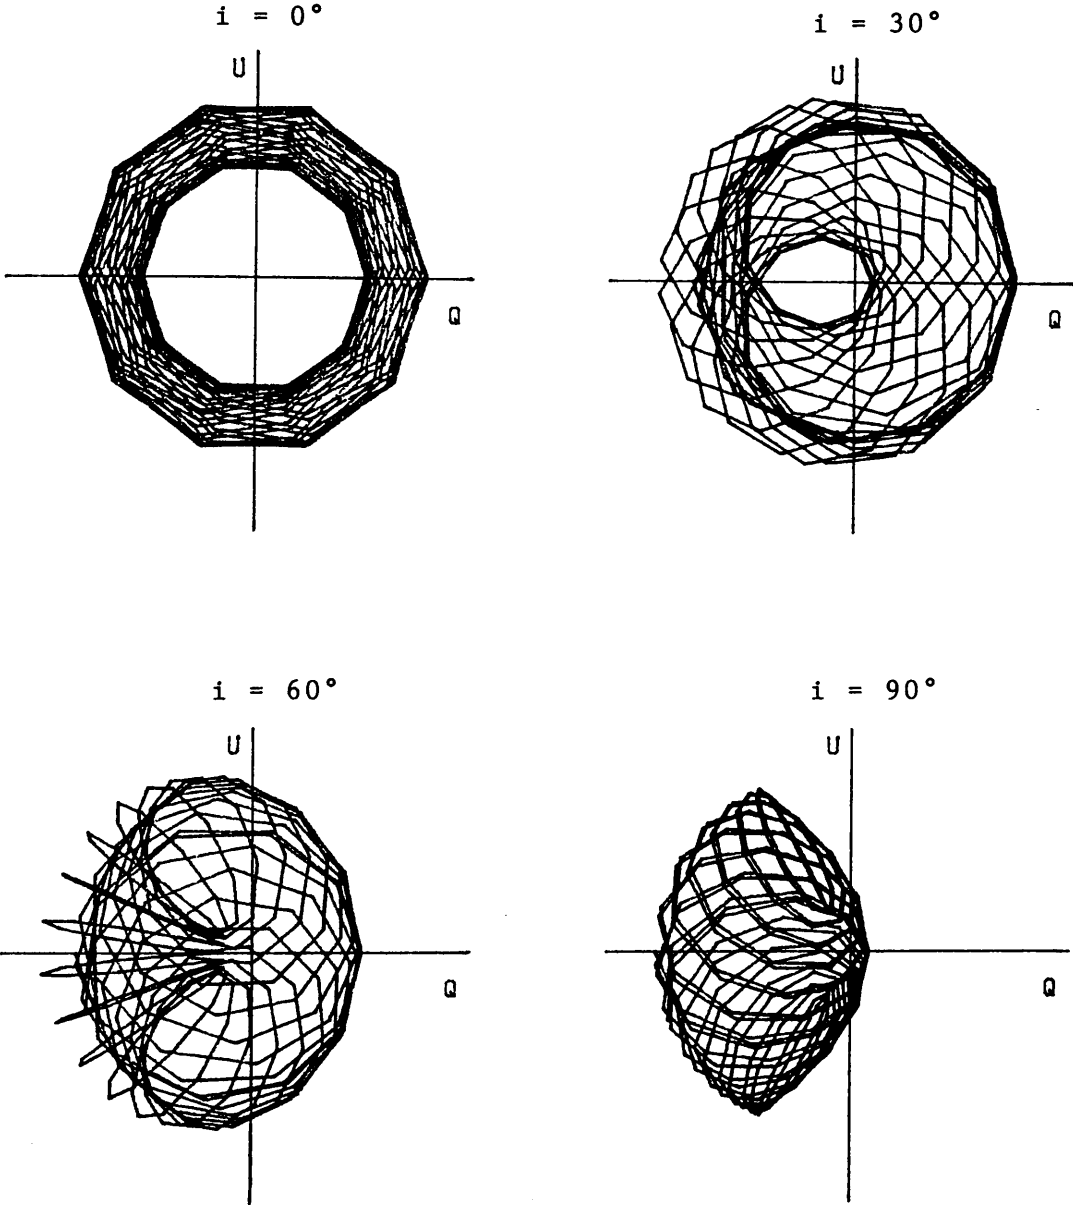 i = 0°
U
Q
i = 30°
U
Q
i = 60°
U
Q
i = 90°
U
Q